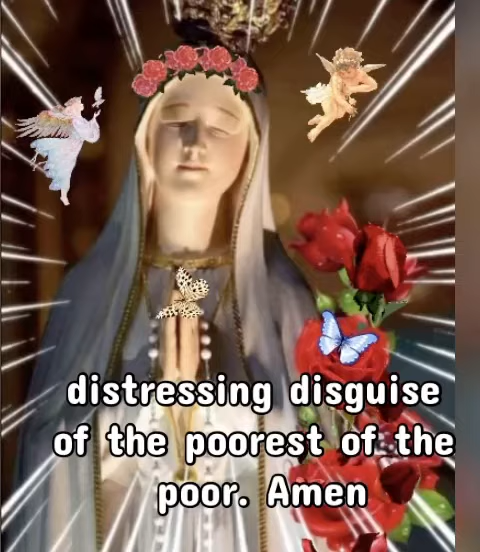 distressing disguise
of the poorest of the
poor. Amen